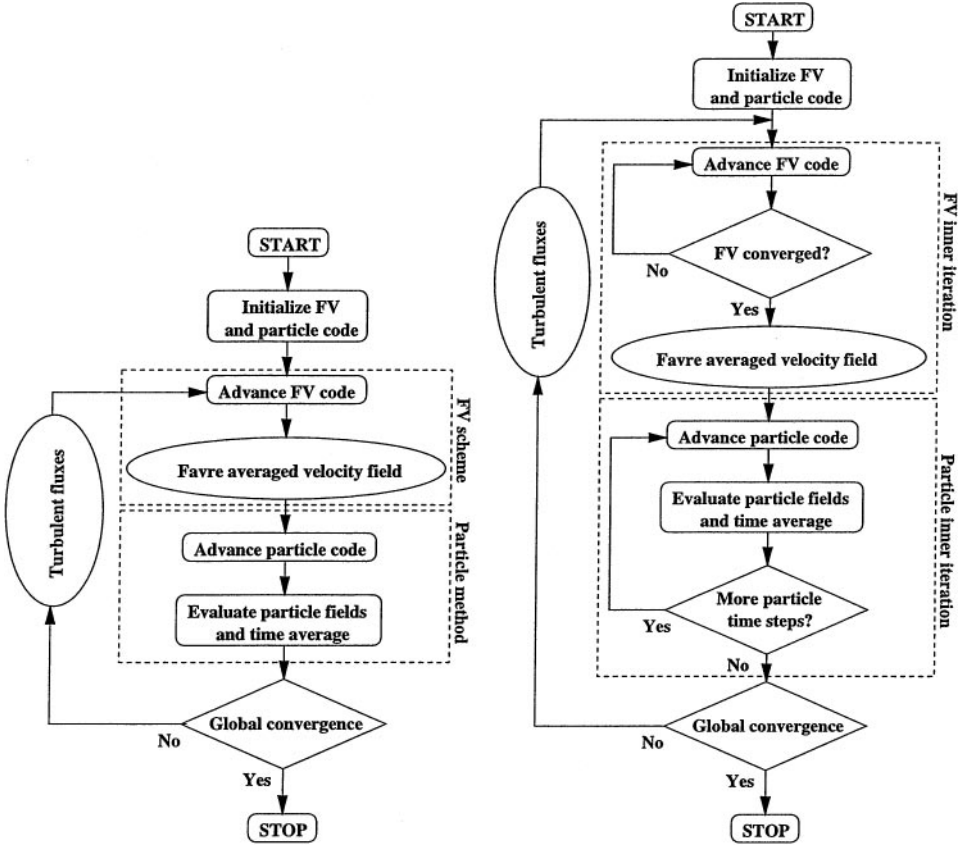 START
Initialize FV
and particle code
Advance FV code
Favre averaged velocity field
FV scheme
Turbulent fluxes
Advance particle code
Evaluate particle fields
and time average
Particle method
Global convergence
No
Yes
STOP
START
Initialize FV
and particle code
Advance FV code
FV converged?
No
Yes
Favre averaged velocity field
FV inner iteration
Turbulent fluxes
Advance particle code
Evaluate particle fields
and time average
More particle
time steps?
Yes
No
Particle inner iteration
Global convergence
No
Yes
STOP